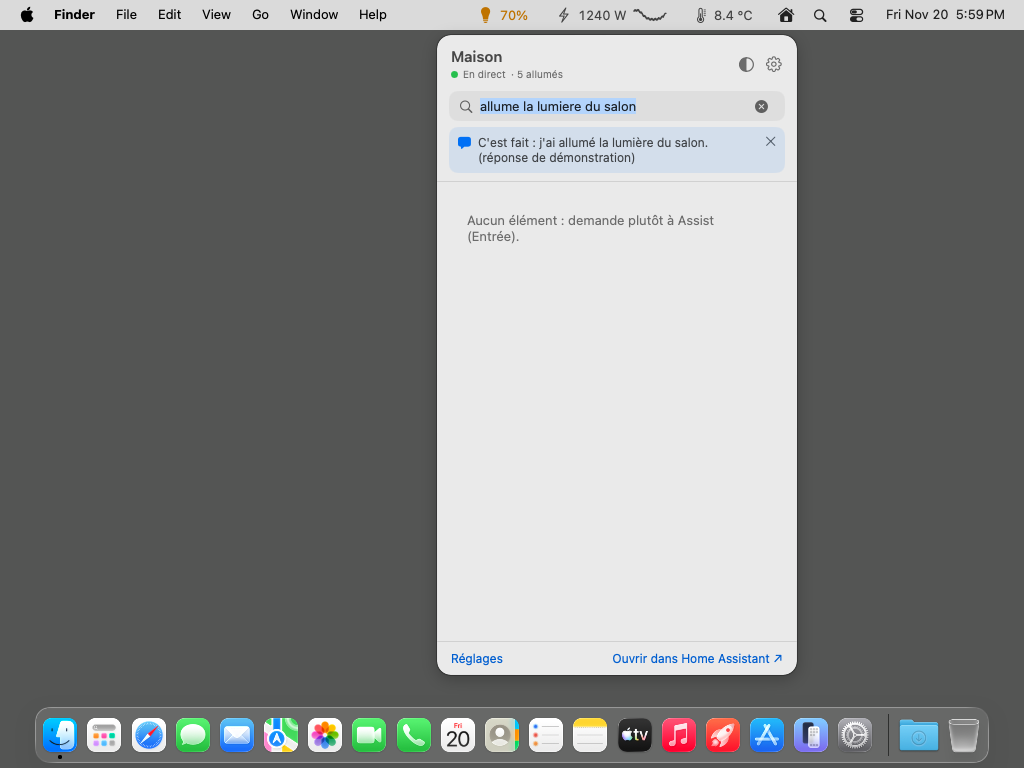 Finder File Edit View Go Window Help 70% 1240 W 8.4 °C Fri Nov 20 5:59 PM
Maison
En direct · 5 allumés
allume la lumiere du salon
C'est fait : j'ai allumé la lumière du salon.
(réponse de démonstration)
Aucun élément : demande plutôt à Assist
(Entrée).
Réglages Ouvrir dans Home Assistant ↗
Fri
20
tv